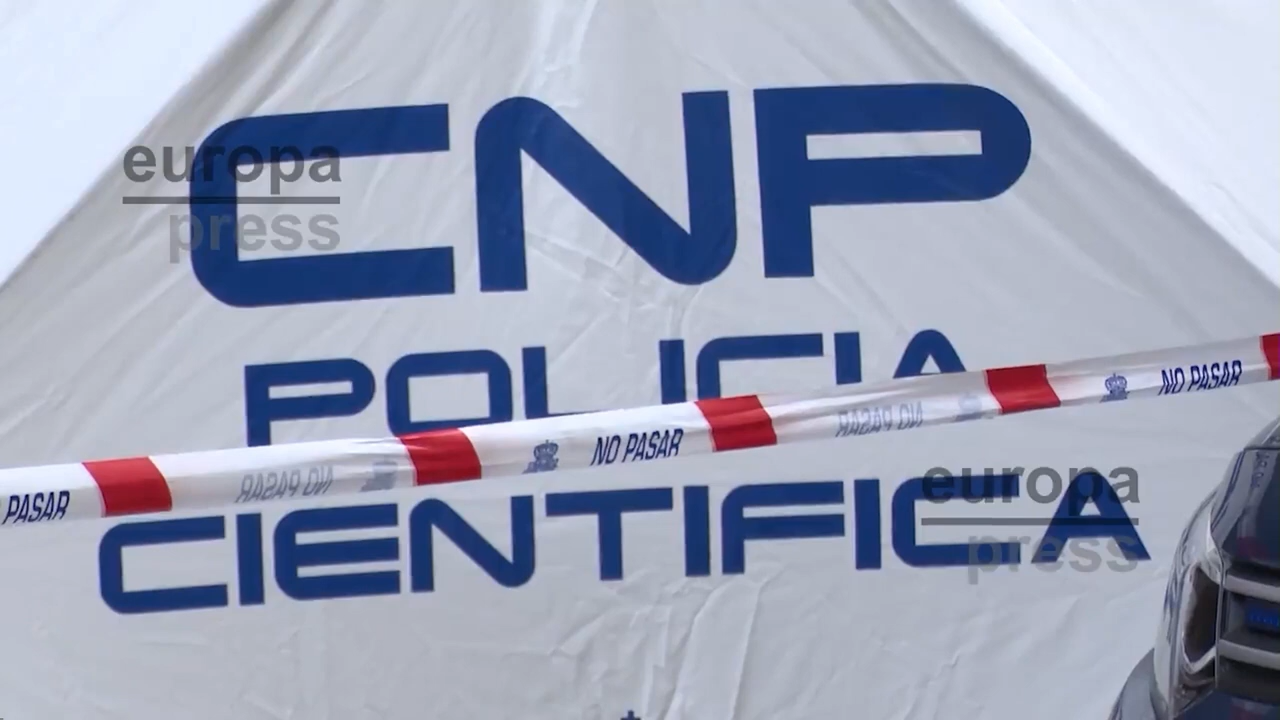 CNP
europa
press
POLICIA
NO PASAR
NO PASAR
NO PASAR
NO PASAR
PASAR
CIENTIFICA
europa
press